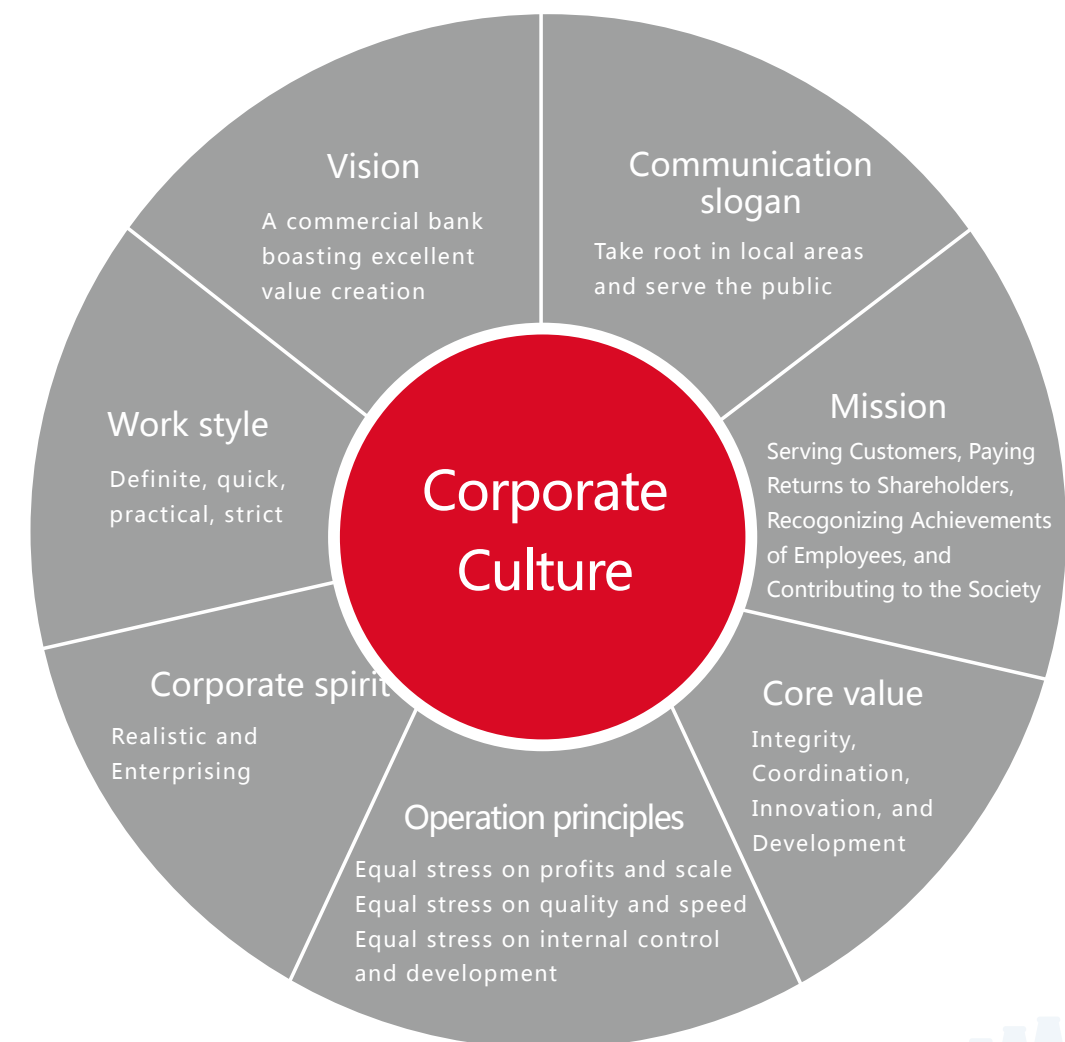 Vision
A commercial bank
boasting excellent
value creation
Communication
slogan
Take root in local areas
and serve the public
Mission
Serving Customers, Paying
Returns to Shareholders,
Recogonizing Achievements
of Employees, and
Contributing to the Society
Core value
Integrity,
Coordination,
Innovation, and
Development
Operation principles
Equal stress on profits and scale
Equal stress on quality and speed
Equal stress on internal control
and development
Corporate spirit
Realistic and
Enterprising
Work style
Definite, quick,
practical, strict
Corporate
Culture